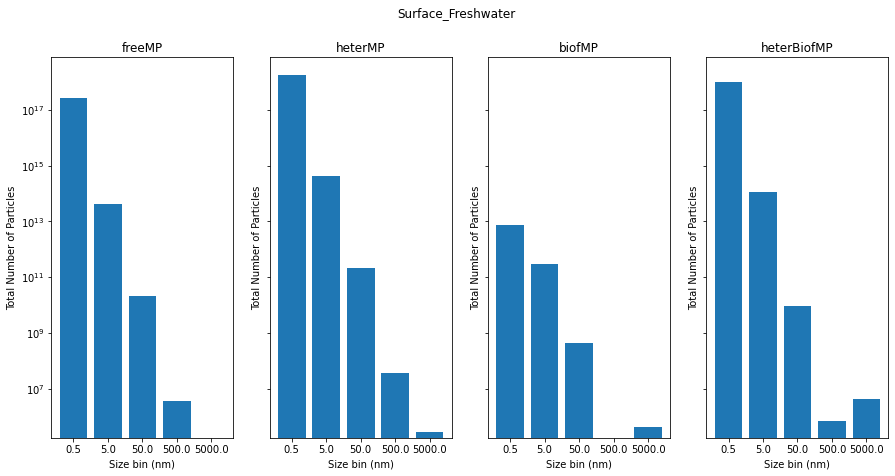 Surface_Freshwater
freeMP
heterMP
biofMP
heterBiofMP
Total Number of Particles
10^17
10^15
10^13
10^11
10^9
10^7
Total Number of Particles
Total Number of Particles
Total Number of Particles
0.5 5.0 50.0 500.0 5000.0
0.5 5.0 50.0 500.0 5000.0
0.5 5.0 50.0 500.0 5000.0
0.5 5.0 50.0 500.0 5000.0
Size bin (nm)
Size bin (nm)
Size bin (nm)
Size bin (nm)